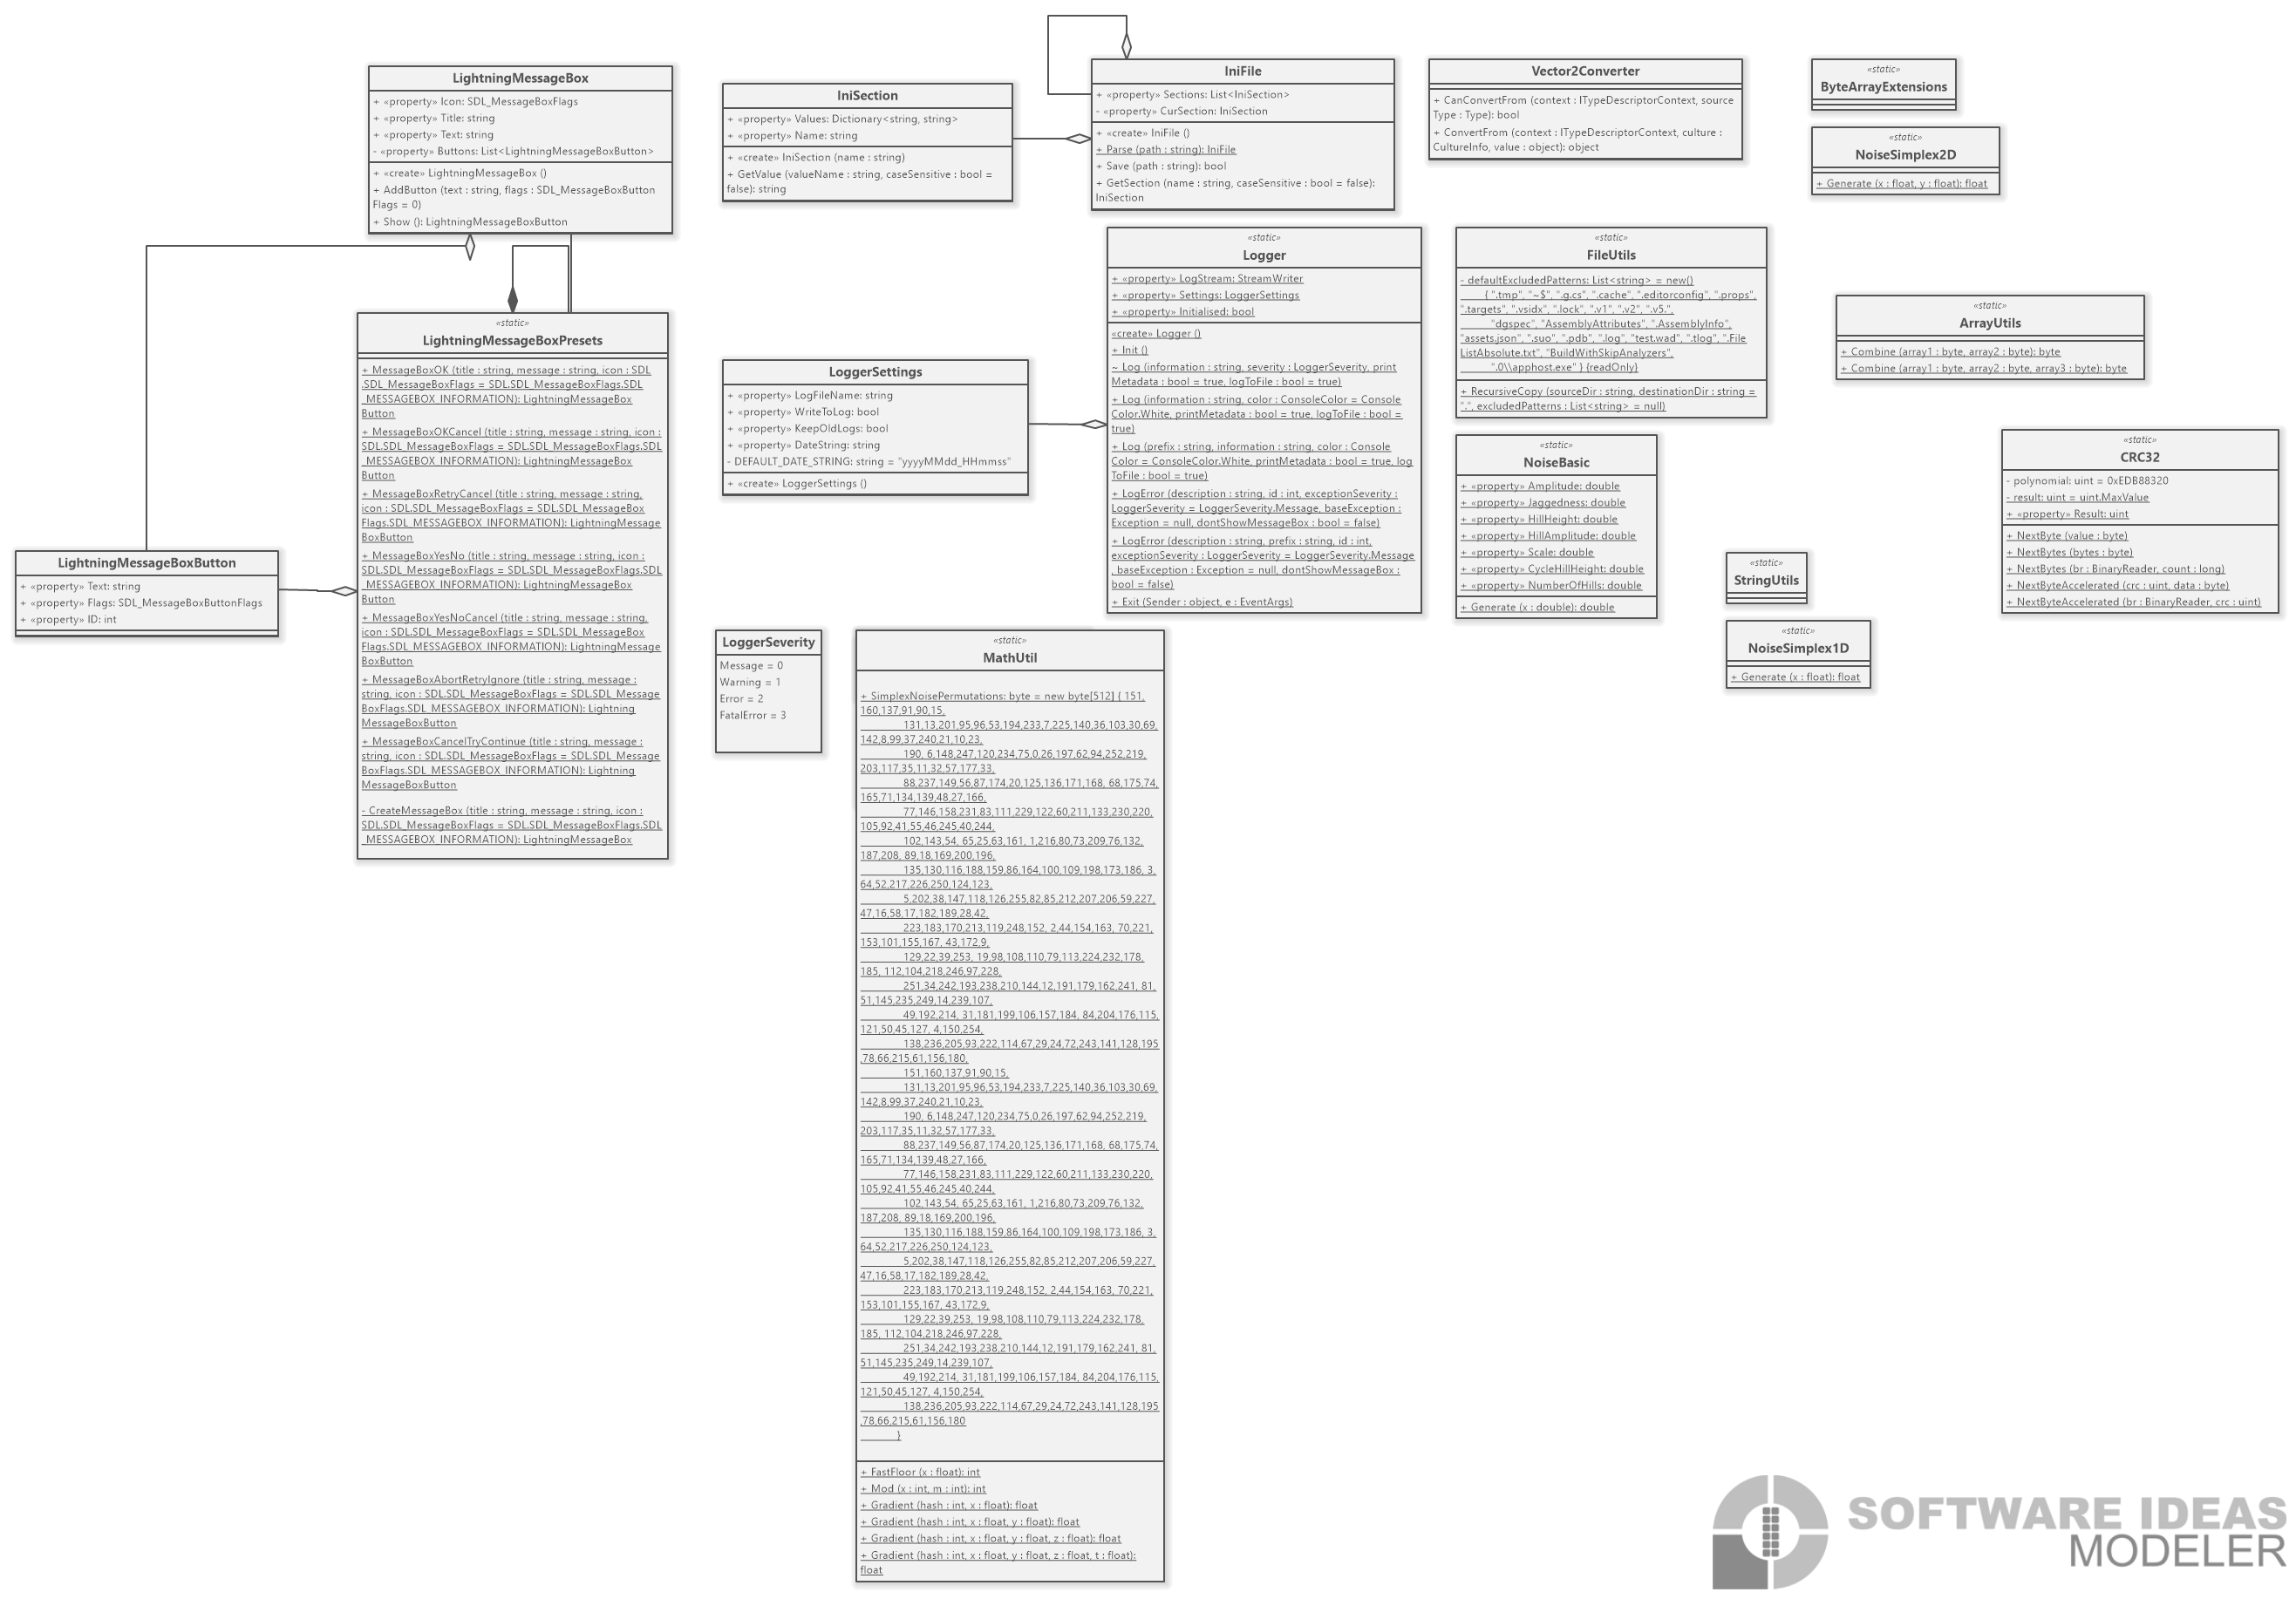 LightningMessageBox
+ «property» Icon: SDL_MessageBoxFlags
+ «property» Title: string
+ «property» Text: string
- «property» Buttons: List<LightningMessageBoxButton>
+ «create» LightningMessageBox ()
+ AddButton (text : string, flags : SDL_MessageBoxButton
Flags = 0)
+ Show (): LightningMessageBoxButton
IniSection
+ «property» Values: Dictionary<string, string>
+ «property» Name: string
+ «create» IniSection (name : string)
+ GetValue (valueName : string, caseSensitive : bool =
false): string
IniFile
+ «property» Sections: List<IniSection>
- «property» CurSection: IniSection
+ «create» IniFile ()
+ Parse (path : string): IniFile
+ Save (path : string): bool
+ GetSection (name : string, caseSensitive : bool = false):
IniSection
Vector2Converter
+ CanConvertFrom (context : ITypeDescriptorContext, source
Type : Type): bool
+ ConvertFrom (context : ITypeDescriptorContext, culture :
CultureInfo, value : object): object
«static»
ByteArrayExtensions
«static»
NoiseSimplex2D
+ Generate (x : float, y : float): float
«static»
LightningMessageBoxPresets
+ MessageBoxOK (title : string, message : string, icon : SDL
.SDL_MessageBoxFlags = SDL.SDL_MessageBoxFlags.SDL
_MESSAGEBOX_INFORMATION): LightningMessageBox
Button
+ MessageBoxOKCancel (title : string, message : string, icon :
SDL.SDL_MessageBoxFlags = SDL.SDL_MessageBoxFlags.SDL
_MESSAGEBOX_INFORMATION): LightningMessageBox
Button
+ MessageBoxRetryCancel (title : string, message : string,
icon : SDL.SDL_MessageBoxFlags = SDL.SDL_MessageBox
Flags.SDL_MESSAGEBOX_INFORMATION): LightningMessage
BoxButton
+ MessageBoxYesNo (title : string, message : string, icon :
SDL.SDL_MessageBoxFlags = SDL.SDL_MessageBoxFlags.SDL
_MESSAGEBOX_INFORMATION): LightningMessageBox
Button
+ MessageBoxYesNoCancel (title : string, message : string,
icon : SDL.SDL_MessageBoxFlags = SDL.SDL_MessageBox
Flags.SDL_MESSAGEBOX_INFORMATION): LightningMessage
BoxButton
+ MessageBoxAbortRetryIgnore (title : string, message :
string, icon : SDL.SDL_MessageBoxFlags = SDL.SDL_Message
BoxFlags.SDL_MESSAGEBOX_INFORMATION): Lightning
MessageBoxButton
+ MessageBoxCancelTryContinue (title : string, message :
string, icon : SDL.SDL_MessageBoxFlags = SDL.SDL_Message
BoxFlags.SDL_MESSAGEBOX_INFORMATION): Lightning
MessageBoxButton
- CreateMessageBox (title : string, message : string, icon :
SDL.SDL_MessageBoxFlags = SDL.SDL_MessageBoxFlags.SDL
_MESSAGEBOX_INFORMATION): LightningMessageBox
LightningMessageBoxButton
+ «property» Text: string
+ «property» Flags: SDL_MessageBoxButtonFlags
+ «property» ID: int
LoggerSettings
+ «property» LogFileName: string
+ «property» WriteToLog: bool
+ «property» KeepOldLogs: bool
+ «property» DateString: string
- DEFAULT_DATE_STRING: string = "yyyyMMdd_HHmmss"
+ «create» LoggerSettings ()
«static»
Logger
+ «property» LogStream: StreamWriter
+ «property» Settings: LoggerSettings
+ «property» Initialised: bool
«create» Logger ()
+ Init ()
~ Log (information : string, severity : LoggerSeverity, print
Metadata : bool = true, logToFile : bool = true)
+ Log (information : string, color : ConsoleColor = Console
Color.White, printMetadata : bool = true, logToFile : bool =
true)
+ Log (prefix : string, information : string, color : Console
Color = ConsoleColor.White, printMetadata : bool = true, log
ToFile : bool = true)
+ LogError (description : string, id : int, exceptionSeverity :
LoggerSeverity = LoggerSeverity.Message, baseException :
Exception = null, dontShowMessageBox : bool = false)
+ LogError (description : string, prefix : string, id : int,
exceptionSeverity : LoggerSeverity = LoggerSeverity.Message
, baseException : Exception = null, dontShowMessageBox :
bool = false)
+ Exit (Sender : object, e : EventArgs)
«static»
FileUtils
- defaultExcludedPatterns: List<string> = new()
{ ".tmp", "~$", ".g.cs", ".cache", ".editorconfig", ".props",
".targets", ".vsidx", ".lock", ".v1", ".v2", ".v5.",
"dgspec", "AssemblyAttributes", ".AssemblyInfo",
"assets.json", ".suo", ".pdb", ".log", "test.wad", ".tlog", ".File
ListAbsolute.txt", "BuildWithSkipAnalyzers",
".0\\apphost.exe" } {readOnly}
+ RecursiveCopy (sourceDir : string, destinationDir : string =
".", excludedPatterns : List<string> = null)
«static»
ArrayUtils
+ Combine (array1 : byte, array2 : byte): byte
+ Combine (array1 : byte, array2 : byte, array3 : byte): byte
«static»
NoiseBasic
+ «property» Amplitude: double
+ «property» Jaggedness: double
+ «property» HillHeight: double
+ «property» HillAmplitude: double
+ «property» Scale: double
+ «property» CycleHillHeight: double
+ «property» NumberOfHills: double
+ Generate (x : double): double
«static»
CRC32
- polynomial: uint = 0xEDB88320
- result: uint = uint.MaxValue
+ «property» Result: uint
+ NextByte (value : byte)
+ NextBytes (bytes : byte)
+ NextBytes (br : BinaryReader, count : long)
+ NextByteAccelerated (crc : uint, data : byte)
+ NextByteAccelerated (br : BinaryReader, crc : uint)
«static»
StringUtils
«static»
NoiseSimplex1D
+ Generate (x : float): float
LoggerSeverity
Message = 0
Warning = 1
Error = 2
FatalError = 3
«static»
MathUtil
+ SimplexNoisePermutations: byte = new byte[512] { 151,
160,137,91,90,15,
131,13,201,95,96,53,194,233,7,225,140,36,103,30,69,
142,8,99,37,240,21,10,23,
190, 6,148,247,120,234,75,0,26,197,62,94,252,219,
203,117,35,11,32,57,177,33,
88,237,149,56,87,174,20,125,136,171,168, 68,175,74,
165,71,134,139,48,27,166,
77,146,158,231,83,111,229,122,60,211,133,230,220,
105,92,41,55,46,245,40,244,
102,143,54, 65,25,63,161, 1,216,80,73,209,76,132,
187,208, 89,18,169,200,196,
135,130,116,188,159,86,164,100,109,198,173,186, 3,
64,52,217,226,250,124,123,
5,202,38,147,118,126,255,82,85,212,207,206,59,227,
47,16,58,17,182,189,28,42,
223,183,170,213,119,248,152, 2,44,154,163, 70,221,
153,101,155,167, 43,172,9,
129,22,39,253, 19,98,108,110,79,113,224,232,178,
185, 112,104,218,246,97,228,
251,34,242,193,238,210,144,12,191,179,162,241, 81,
51,145,235,249,14,239,107,
49,192,214, 31,181,199,106,157,184, 84,204,176,115,
121,50,45,127, 4,150,254,
138,236,205,93,222,114,67,29,24,72,243,141,128,195
,78,66,215,61,156,180,
151,160,137,91,90,15,
131,13,201,95,96,53,194,233,7,225,140,36,103,30,69,
142,8,99,37,240,21,10,23,
190, 6,148,247,120,234,75,0,26,197,62,94,252,219,
203,117,35,11,32,57,177,33,
88,237,149,56,87,174,20,125,136,171,168, 68,175,74,
165,71,134,139,48,27,166,
77,146,158,231,83,111,229,122,60,211,133,230,220,
105,92,41,55,46,245,40,244,
102,143,54, 65,25,63,161, 1,216,80,73,209,76,132,
187,208, 89,18,169,200,196,
135,130,116,188,159,86,164,100,109,198,173,186, 3,
64,52,217,226,250,124,123,
5,202,38,147,118,126,255,82,85,212,207,206,59,227,
47,16,58,17,182,189,28,42,
223,183,170,213,119,248,152, 2,44,154,163, 70,221,
153,101,155,167, 43,172,9,
129,22,39,253, 19,98,108,110,79,113,224,232,178,
185, 112,104,218,246,97,228,
251,34,242,193,238,210,144,12,191,179,162,241, 81,
51,145,235,249,14,239,107,
49,192,214, 31,181,199,106,157,184, 84,204,176,115,
121,50,45,127, 4,150,254,
138,236,205,93,222,114,67,29,24,72,243,141,128,195
,78,66,215,61,156,180
}
+ FastFloor (x : float): int
+ Mod (x : int, m : int): int
+ Gradient (hash : int, x : float): float
+ Gradient (hash : int, x : float, y : float): float
+ Gradient (hash : int, x : float, y : float, z : float): float
+ Gradient (hash : int, x : float, y : float, z : float, t : float):
float
SOFTWARE IDEAS
MODELER